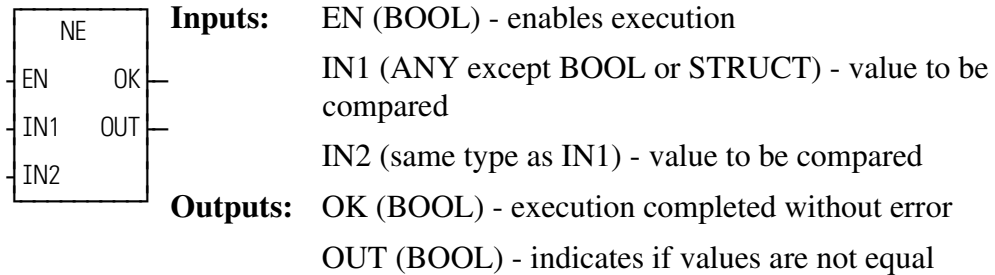 NE
EN OK
IN1 OUT
IN2
Inputs: EN (BOOL) - enables execution
IN1 (ANY except BOOL or STRUCT) - value to be
compared
IN2 (same type as IN1) - value to be compared
Outputs: OK (BOOL) - execution completed without error
OUT (BOOL) - indicates if values are not equal